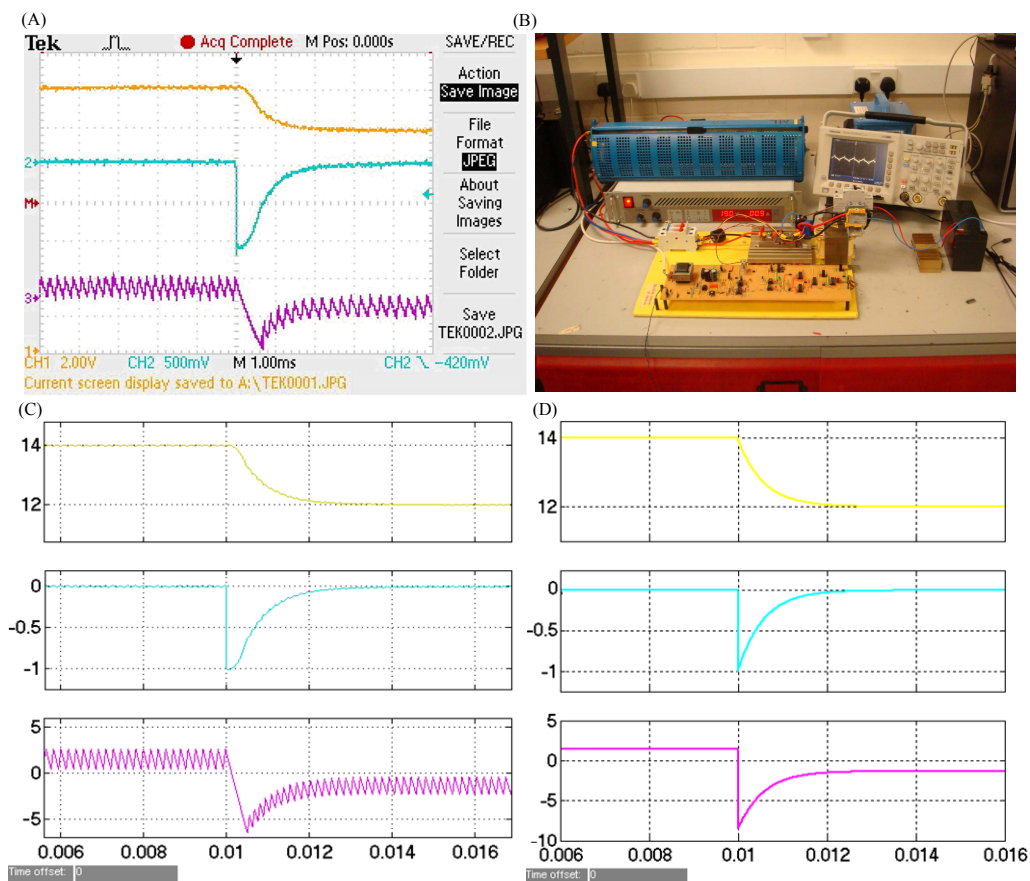 (A)
Tek Acq Complete M Pos: 0.000s SAVE/REC
Action
Save Image
File
Format
JPEG
About
Saving
Images
Select
Folder
Save
TEK0002.JPG
2
M
3
1
CH1 2.00V CH2 500mV M 1.00ms CH2 -420mV
Current screen display saved to A:\TEK0001.JPG
(B)
(C)
14
12
0
-0.5
-1
5
0
-5
0.006 0.008 0.01 0.012 0.014 0.016
Time offset: 0
(D)
14
12
0
-0.5
-1
5
0
-5
-10
0.006 0.008 0.01 0.012 0.014 0.016
Time offset: 0